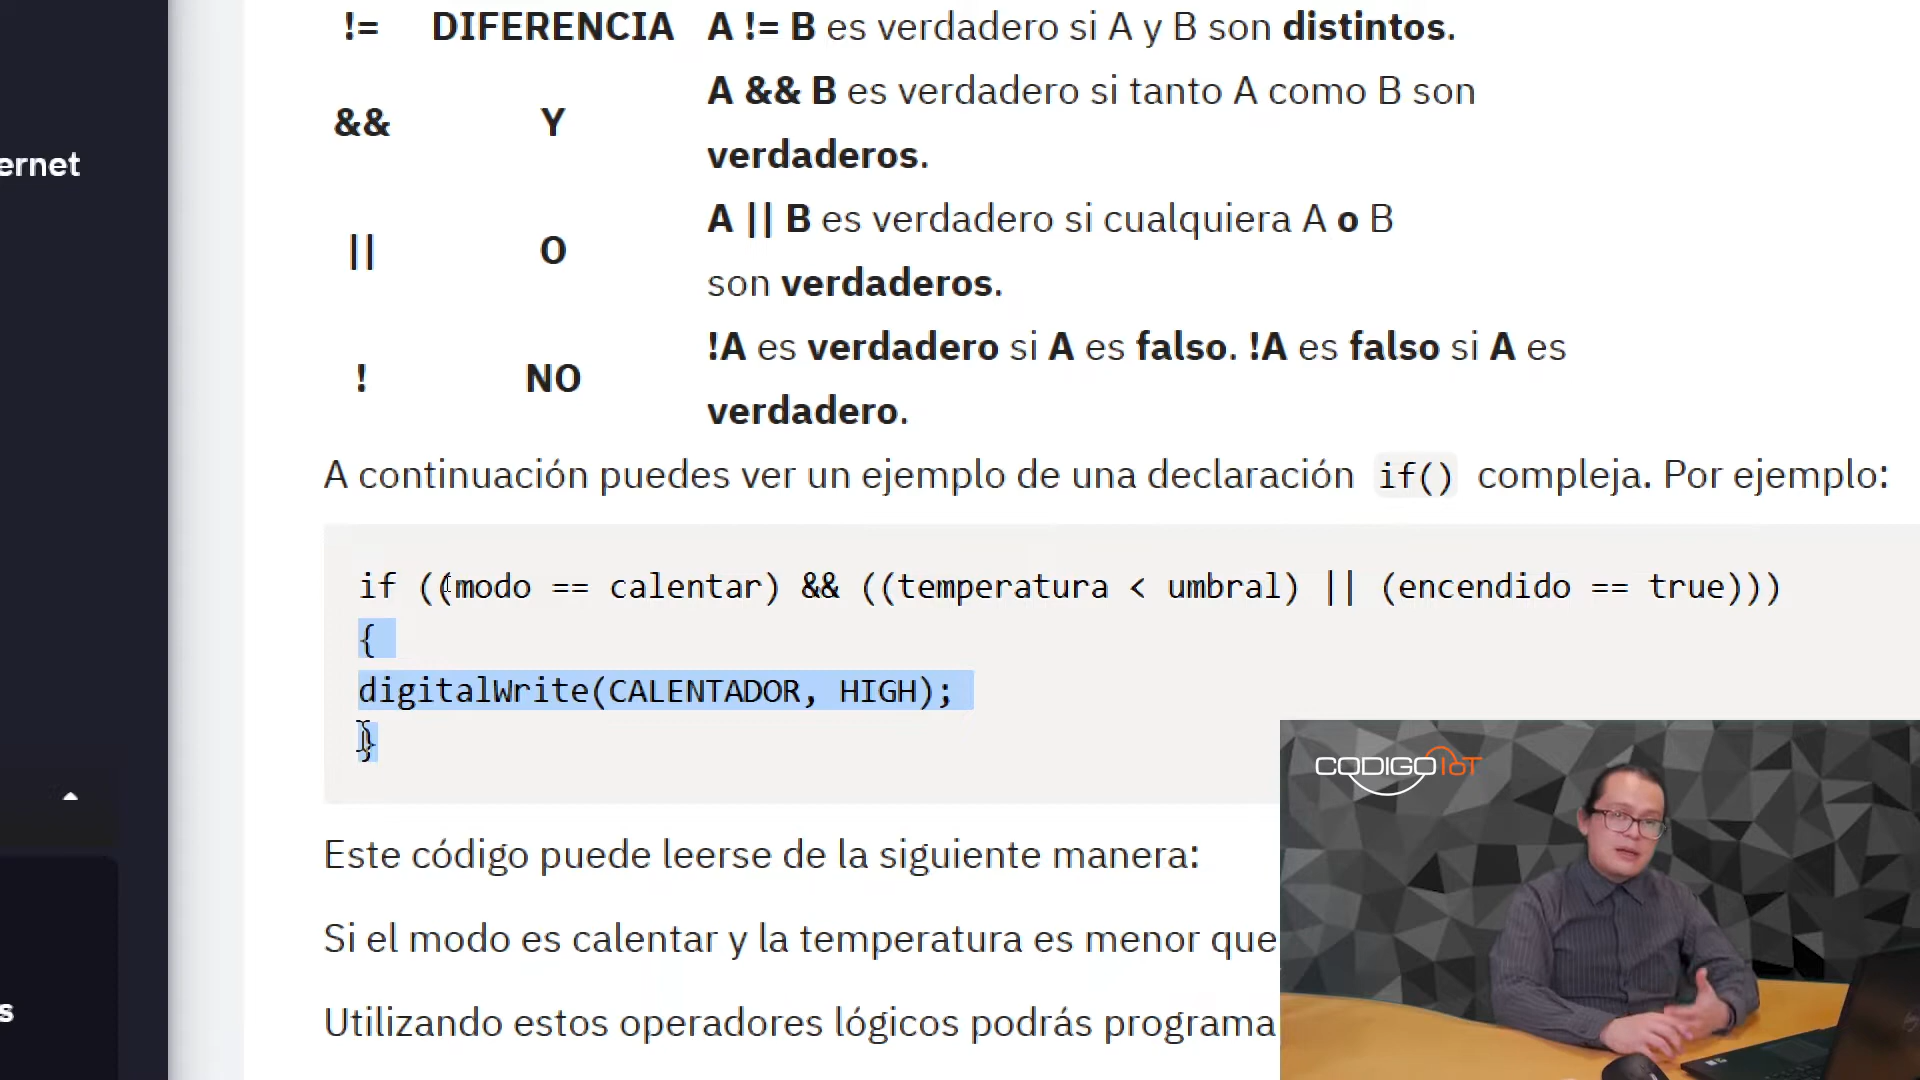 != DIFERENCIA A != B es verdadero si A y B son distintos.
&& Y A && B es verdadero si tanto A como B son
verdaderos.
ernet
|| O A || B es verdadero si cualquiera A o B
son verdaderos.
! NO !A es verdadero si A es falso. !A es falso si A es
verdadero.
A continuación puedes ver un ejemplo de una declaración if() compleja. Por ejemplo:
if ((modo == calentar) && ((temperatura < umbral) || (encendido == true)))
{
digitalWrite(CALENTADOR, HIGH);
}
CODIGO IoT
Este código puede leerse de la siguiente manera:
Si el modo es calentar y la temperatura es menor que
s
Utilizando estos operadores lógicos podrás programa